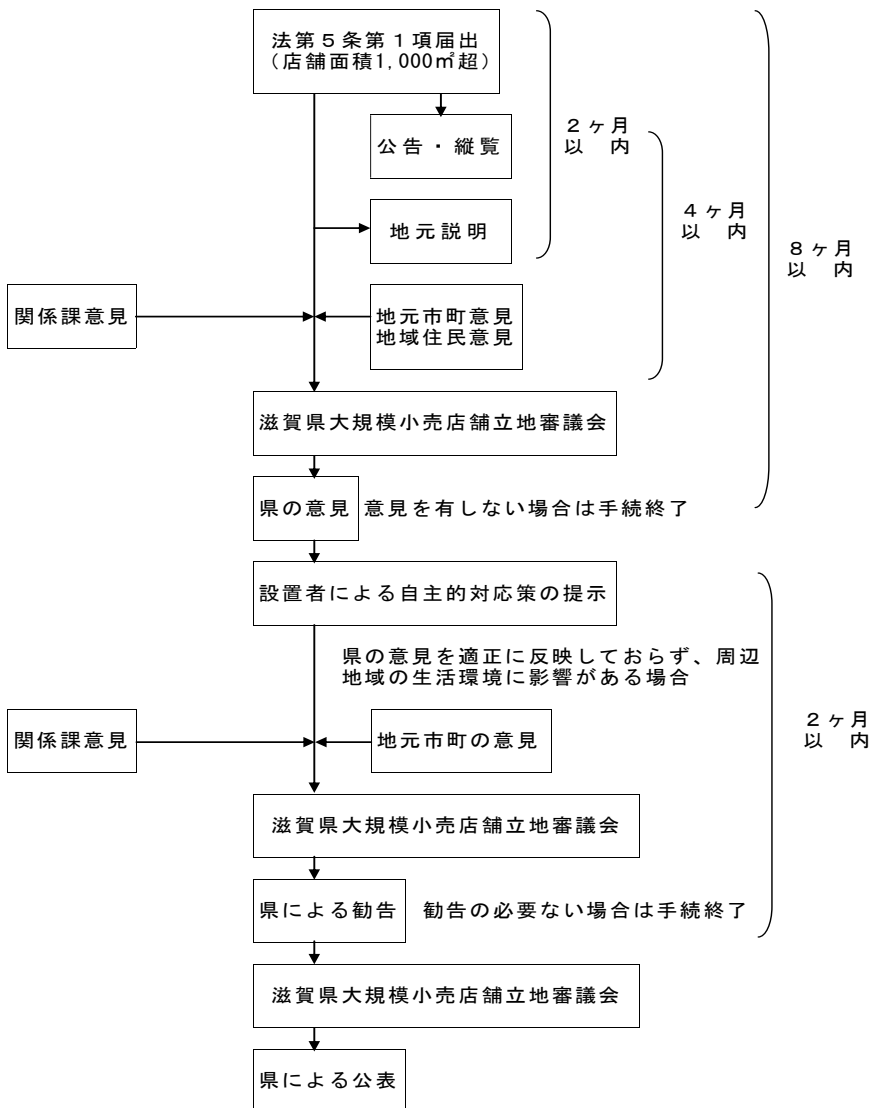 法第５条第１項届出
（店舗面積1,000㎡超）
２ヶ月
以　内
公告・縦覧
４ヶ月
以　内
地元説明
８ヶ月
以　内
関係課意見
地元市町意見
地域住民意見
滋賀県大規模小売店舗立地審議会
県の意見
意見を有しない場合は手続終了
設置者による自主的対応策の提示
県の意見を適正に反映しておらず、周辺
地域の生活環境に影響がある場合
関係課意見
地元市町の意見
２ヶ月
以　内
滋賀県大規模小売店舗立地審議会
県による勧告
勧告の必要ない場合は手続終了
滋賀県大規模小売店舗立地審議会
県による公表